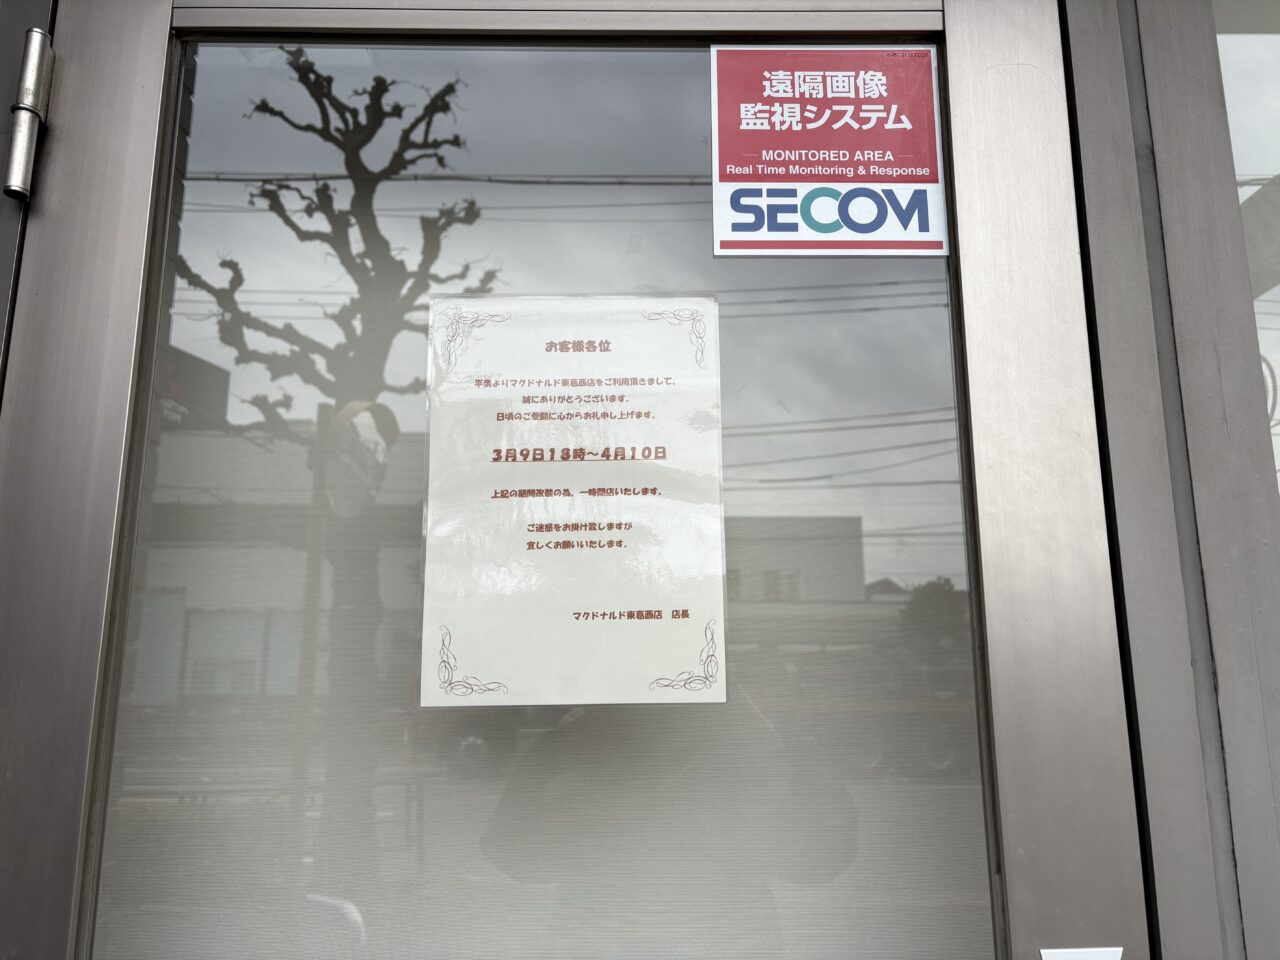 遠隔画像
監視システム
MONITORED AREA
Real Time Monitoring & Response
SECOM
お客様各位
平素よりマクドナルド東葛西店をご利用頂きまして、
誠にありがとうございます。
日頃のご愛顧に心からお礼申し上げます。
3月9日18時～4月10日
上記の期間改装の為、一時閉店いたします。
ご迷惑をお掛け致しますが
宜しくお願いいたします。
マクドナルド東葛西店 店長